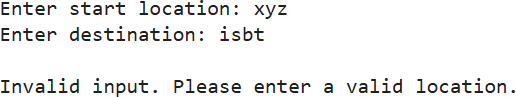 Enter start location: xyz
Enter destination: isbt
Invalid input. Please enter a valid location.